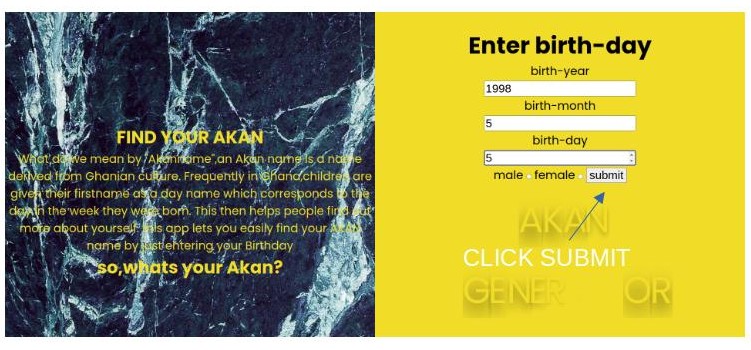 FIND YOUR AKAN
What do we mean by "Akanname",an Akan name is a name
derived from Ghanian culture. Frequently in Ghana,children are
given their firstname as a day name which corresponds to the
day in the week they were born. This then helps people find out
more about yourself. this app lets you easily find your Akan
name by just entering your Birthday
so,whats your Akan?
Enter birth-day
birth-year
1998
birth-month
5
birth-day
5
male female submit
AKAN
CLICK SUBMIT
GENER OR